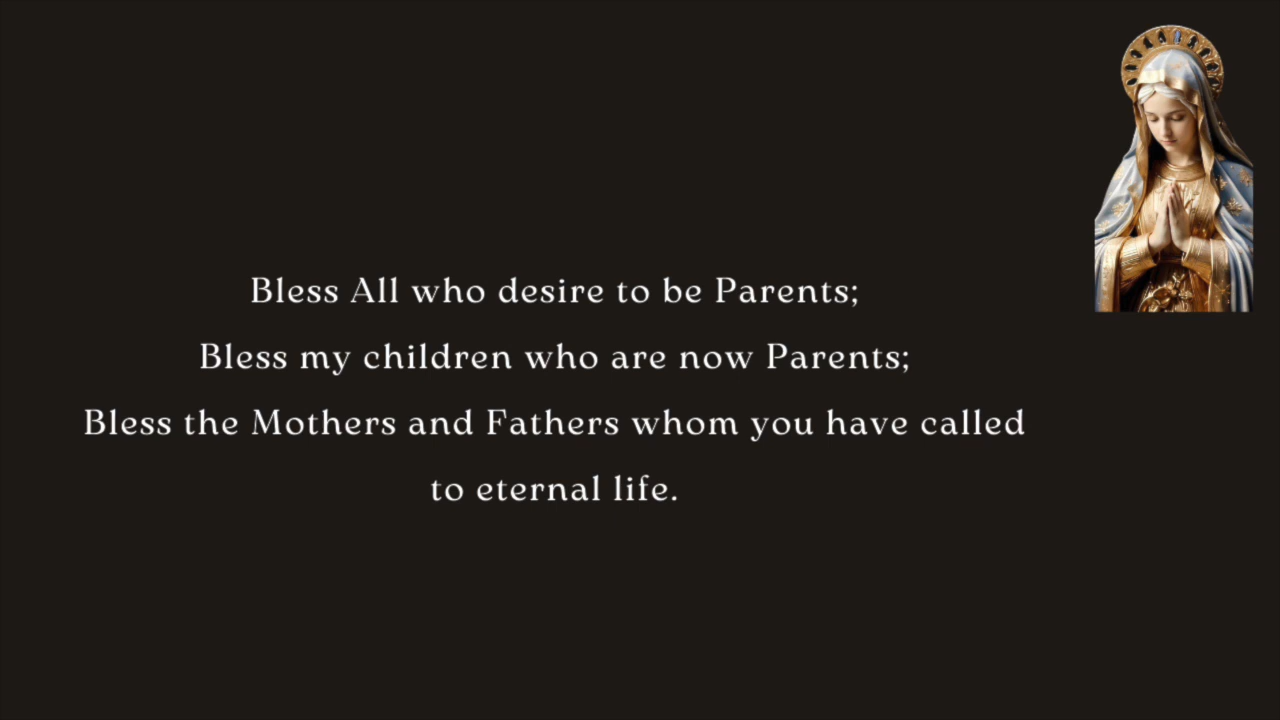 Bless All who desire to be Parents;
Bless my children who are now Parents;
Bless the Mothers and Fathers whom you have called
to eternal life.